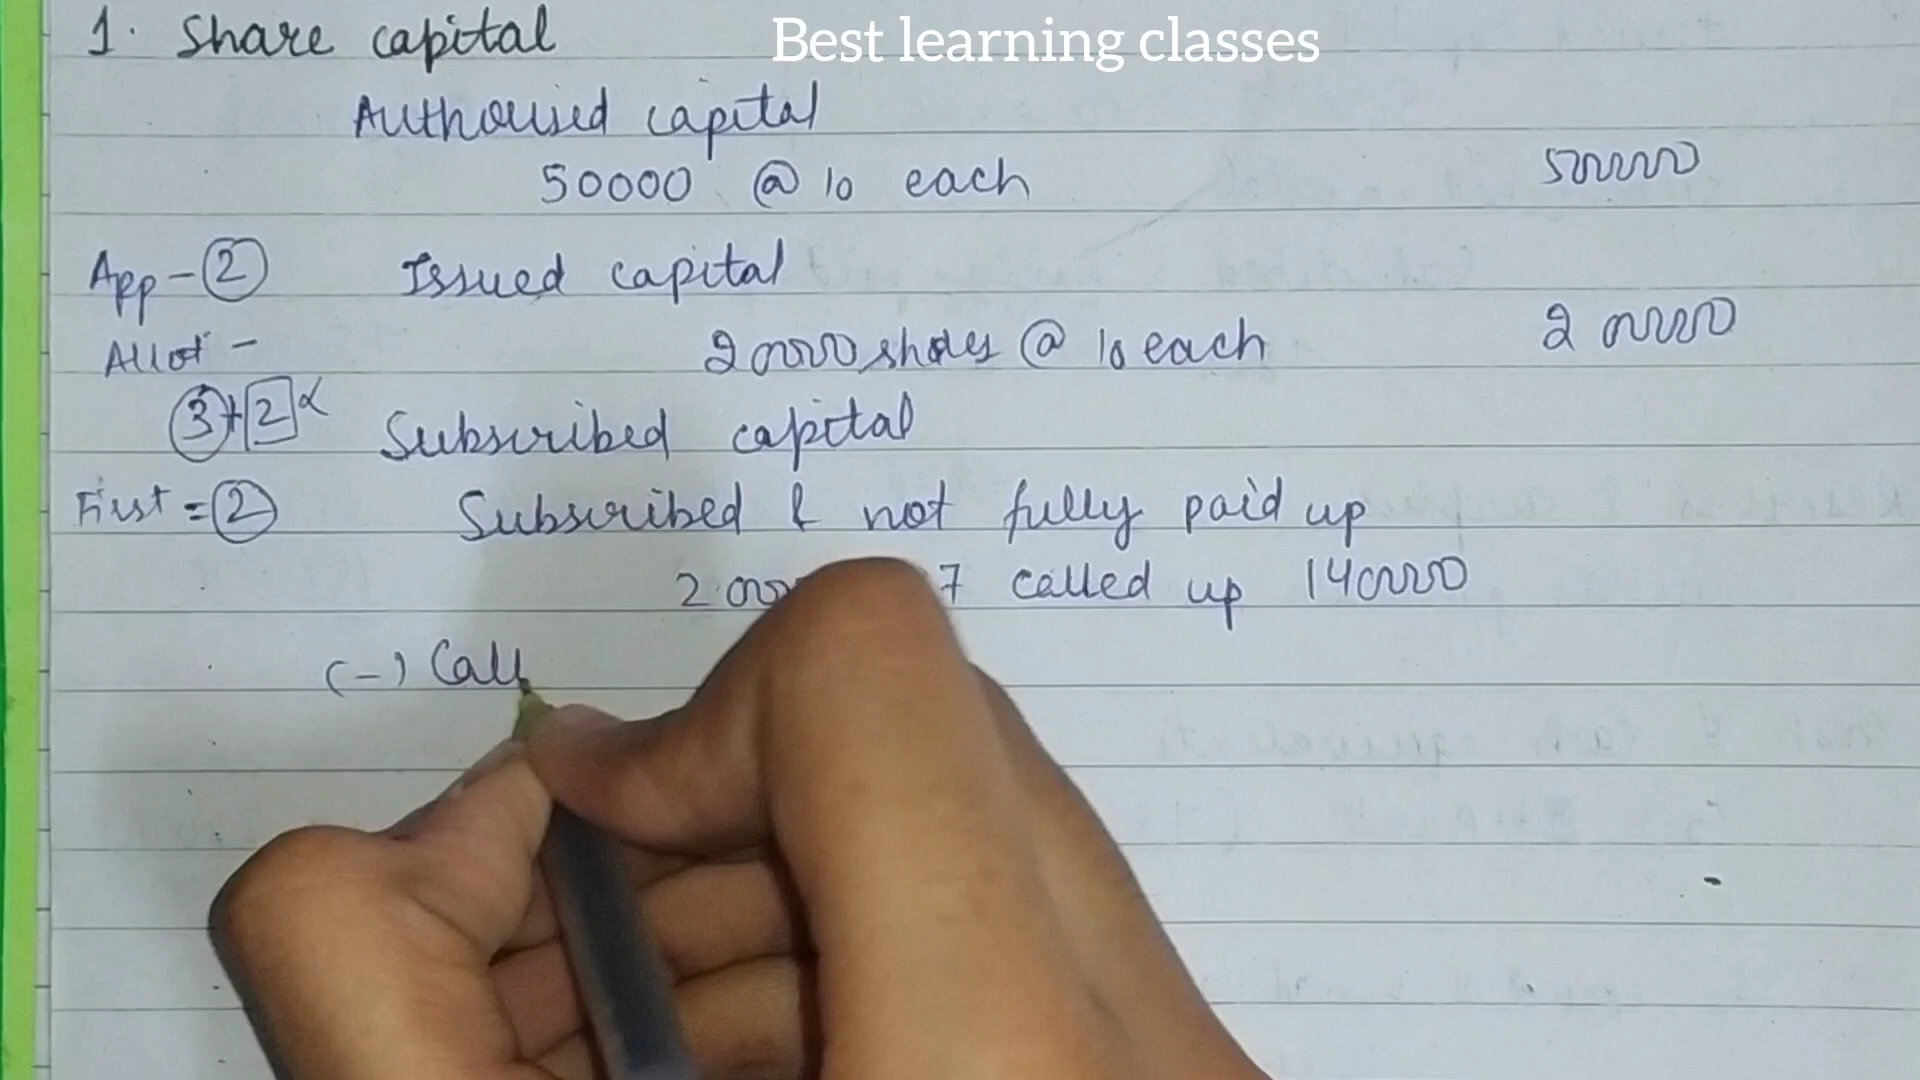 Best learning classes
1. Share capital
Authorised capital
50000 @ 10 each 500000
App - 2 Issued capital
Allot - 20000 shares @ 10 each 200000
3 + 2 Subscribed capital
First = 2 Subscribed & not fully paid up
7 called up 140000
(-) Call